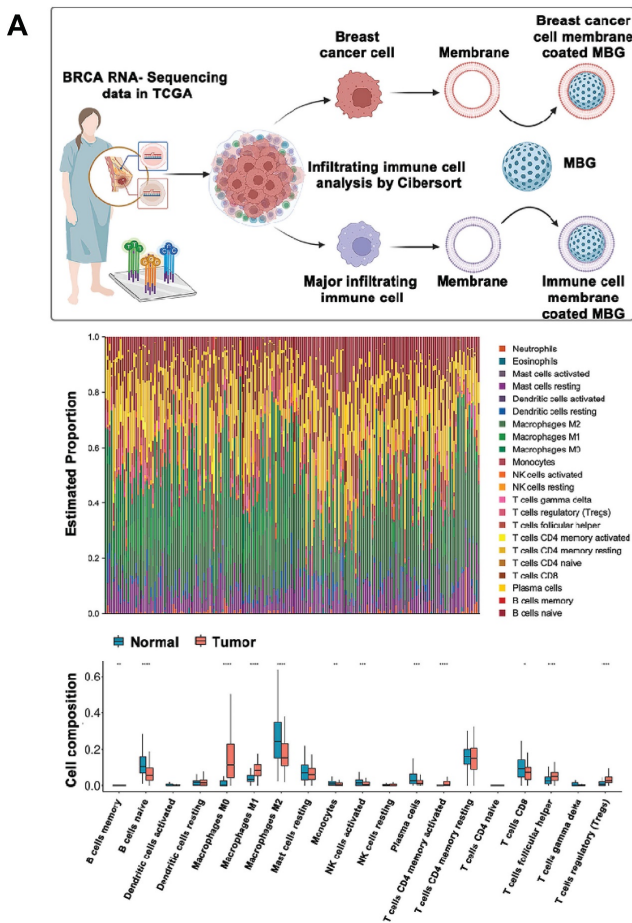 A
BRCA RNA- Sequencing
data in TCGA
Breast
cancer cell
Membrane
Breast cancer
cell membrane
coated MBG
Infiltrating immune cell
analysis by Cibersort
MBG
Major infiltrating
immune cell
Membrane
Immune cell
membrane
coated MBG
Estimated Proportion
1.0
0.8
0.6
0.4
0.2
0.0
Neutrophils
Eosinophils
Mast cells activated
Mast cells resting
Dendritic cells activated
Dendritic cells resting
Macrophages M2
Macrophages M1
Macrophages M0
Monocytes
NK cells activated
NK cells resting
T cells gamma delta
T cells regulatory (Tregs)
T cells follicular helper
T cells CD4 memory activated
T cells CD4 memory resting
T cells CD4 naive
T cells CD8
Plasma cells
B cells memory
B cells naive
Normal
Tumor
Cell composition
0.6
0.4
0.2
0.0
B cells memory
B cells naive
Dendritic cells activated
Dendritic cells resting
Macrophages M0
Macrophages M1
Macrophages M2
Mast cells resting
Monocytes
NK cells activated
NK cells resting
Plasma cells
T cells CD4 memory activated
T cells CD4 memory resting
T cells CD4 naive
T cells CD8
T cells follicular helper
T cells gamma delta
T cells regulatory (Tregs)